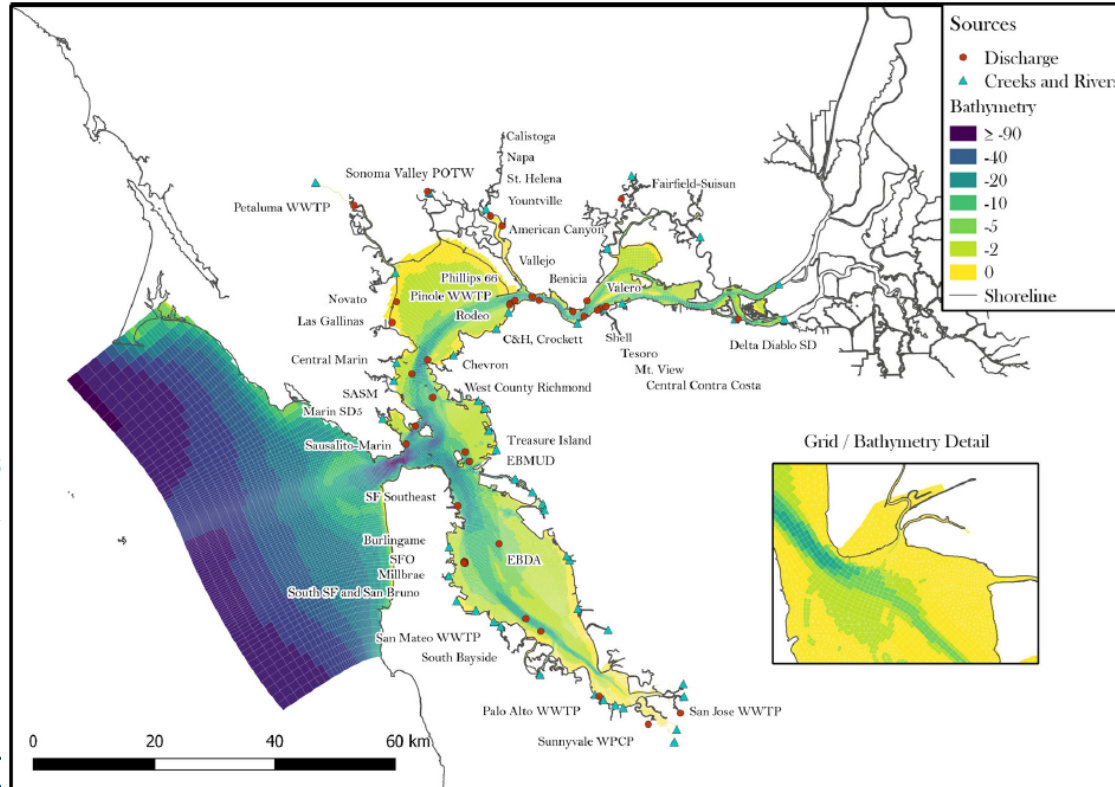 Sources
Discharge
Creeks and Rivers
Bathymetry
≥ -90
-40
-20
-10
-5
-2
0
Shoreline
Calistoga
Napa
St. Helena
Yountville
American Canyon
Vallejo
Sonoma Valley POTW
Petaluma WWTP
Fairfield-Suisun
Phillips 66
Benicia
Valero
Novato
Pinole WWTP
Las Gallinas
Rodeo
C&H, Crockett
Shell
Tesoro
Mt. View
Central Contra Costa
Delta Diablo SD
Central Marin
Chevron
SASM
West County Richmond
Marin SD5
Sausalito-Marin
Treasure Island
EBMUD
SF Southeast
Burlingame
SFO
Millbrae
EBDA
South SF and San Bruno
San Mateo WWTP
South Bayside
Palo Alto WWTP
San Jose WWTP
Sunnyvale WPCP
Grid / Bathymetry Detail
0 20 40 60 km